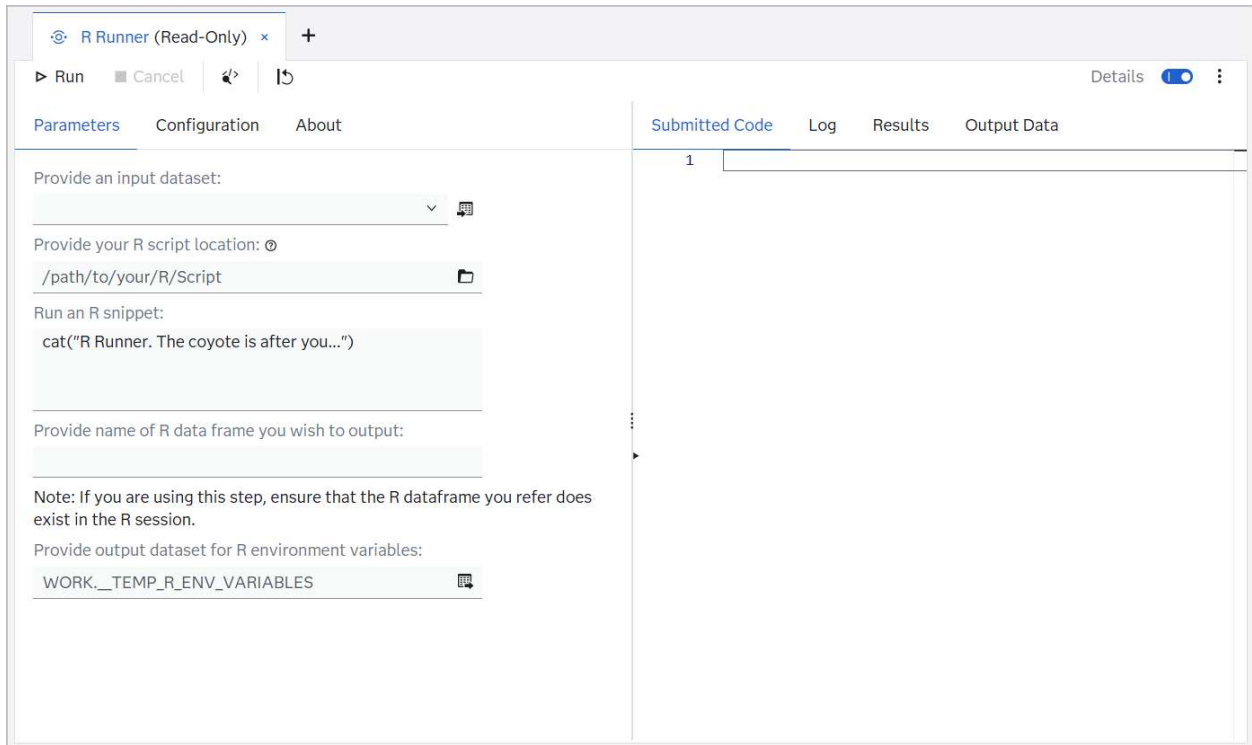 R Runner (Read-Only) ×
Run Cancel Details
Parameters Configuration About
Submitted Code Log Results Output Data
Provide an input dataset:
Provide your R script location:
/path/to/your/R/Script
Run an R snippet:
cat("R Runner. The coyote is after you...")
Provide name of R data frame you wish to output:
Note: If you are using this step, ensure that the R dataframe you refer does
exist in the R session.
Provide output dataset for R environment variables:
WORK.__TEMP_R_ENV_VARIABLES
1